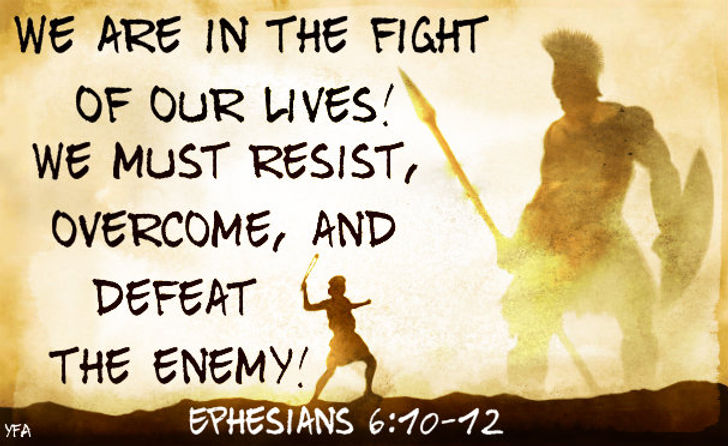 WE ARE IN THE FIGHT
OF OUR LIVES!
WE MUST RESIST,
OVERCOME, AND
DEFEAT
THE ENEMY!
EPHESIANS 6:10-12
YFA